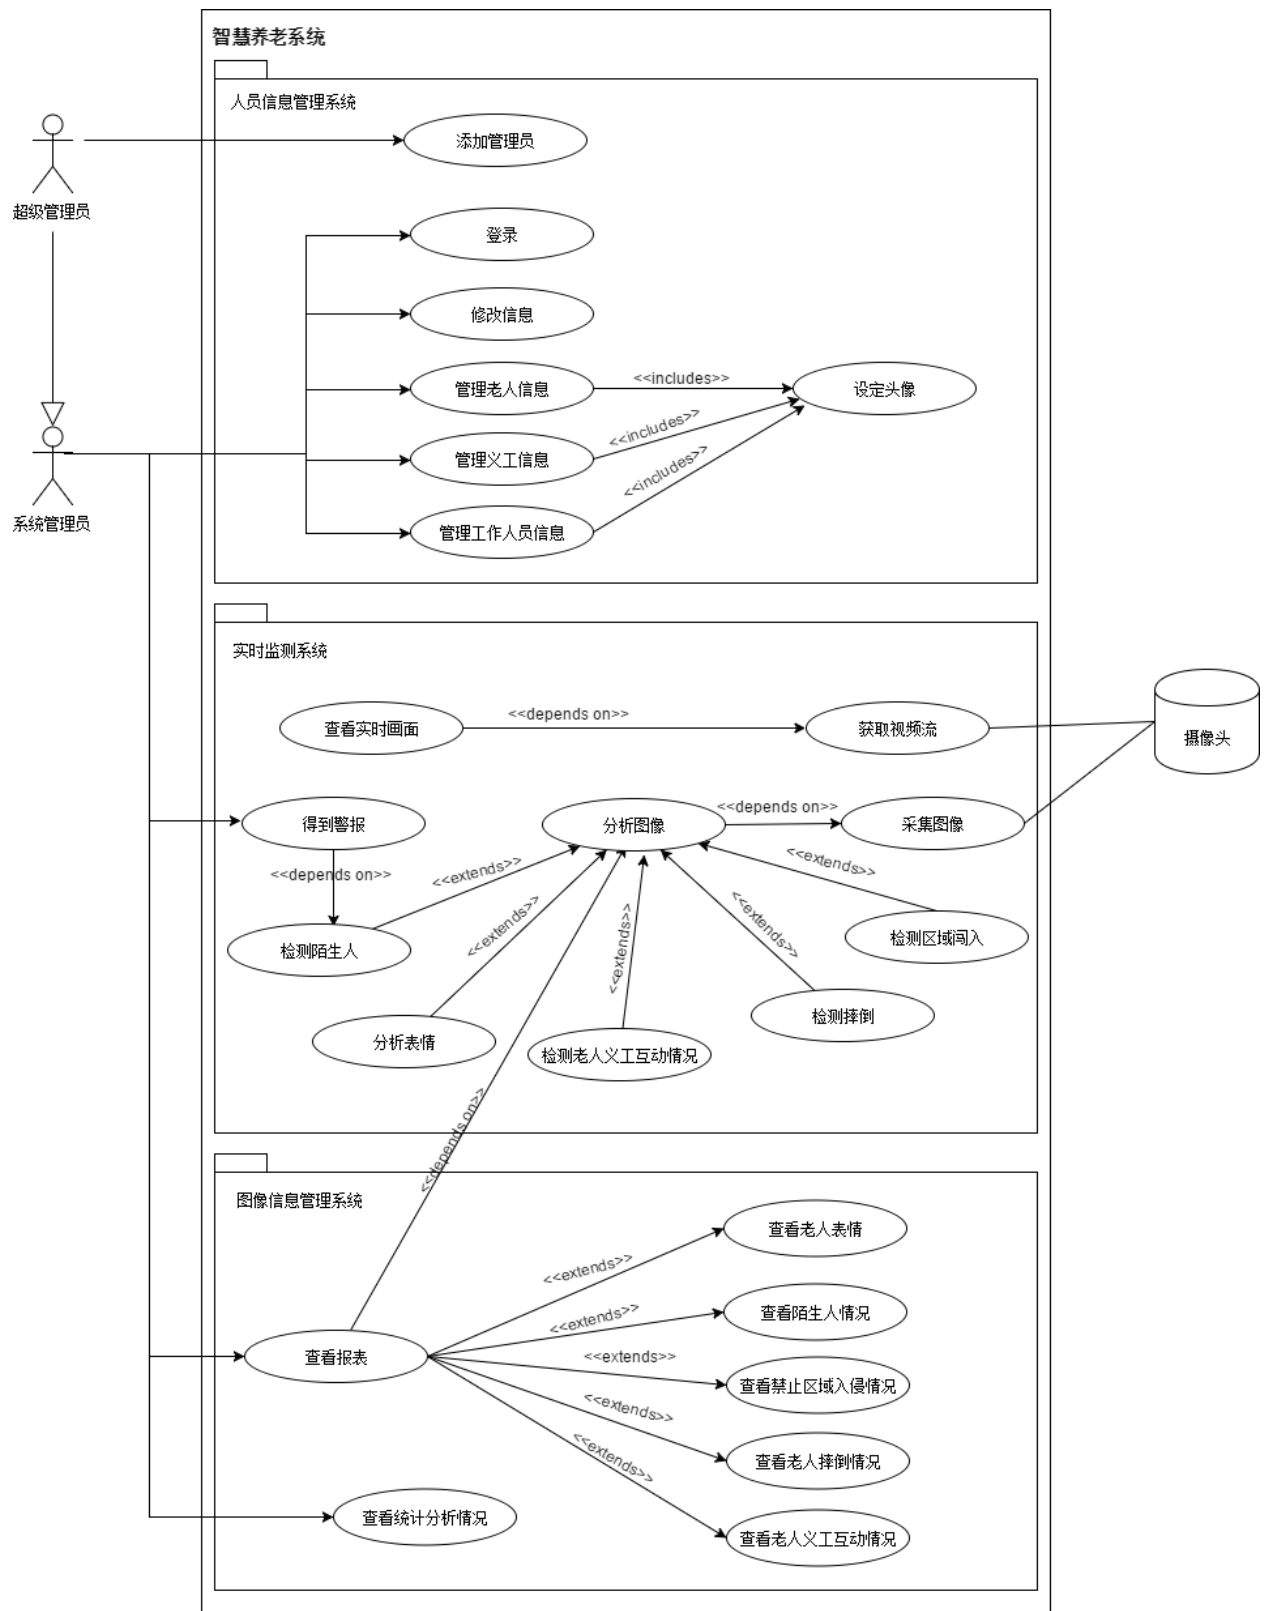 智慧养老系统
人员信息管理系统
添加管理员
超级管理员
登录
修改信息
管理老人信息
<<includes>>
设定头像
<<includes>>
管理义工信息
<<includes>>
系统管理员
管理工作人员信息
实时监测系统
查看实时画面
<<depends on>>
获取视频流
摄像头
得到警报
分析图像
<<depends on>>
采集图像
<<depends on>>
<<extends>>
<<extends>>
<<extends>>
<<extends>>
<<extends>>
检测陌生人
检测区域闯入
分析表情
检测摔倒
检测老人义工互动情况
<<depends on>>
图像信息管理系统
查看老人表情
<<extends>>
<<extends>>
查看陌生人情况
查看报表
<<extends>>
查看禁止区域入侵情况
<<extends>>
<<extends>>
查看老人摔倒情况
查看统计分析情况
查看老人义工互动情况